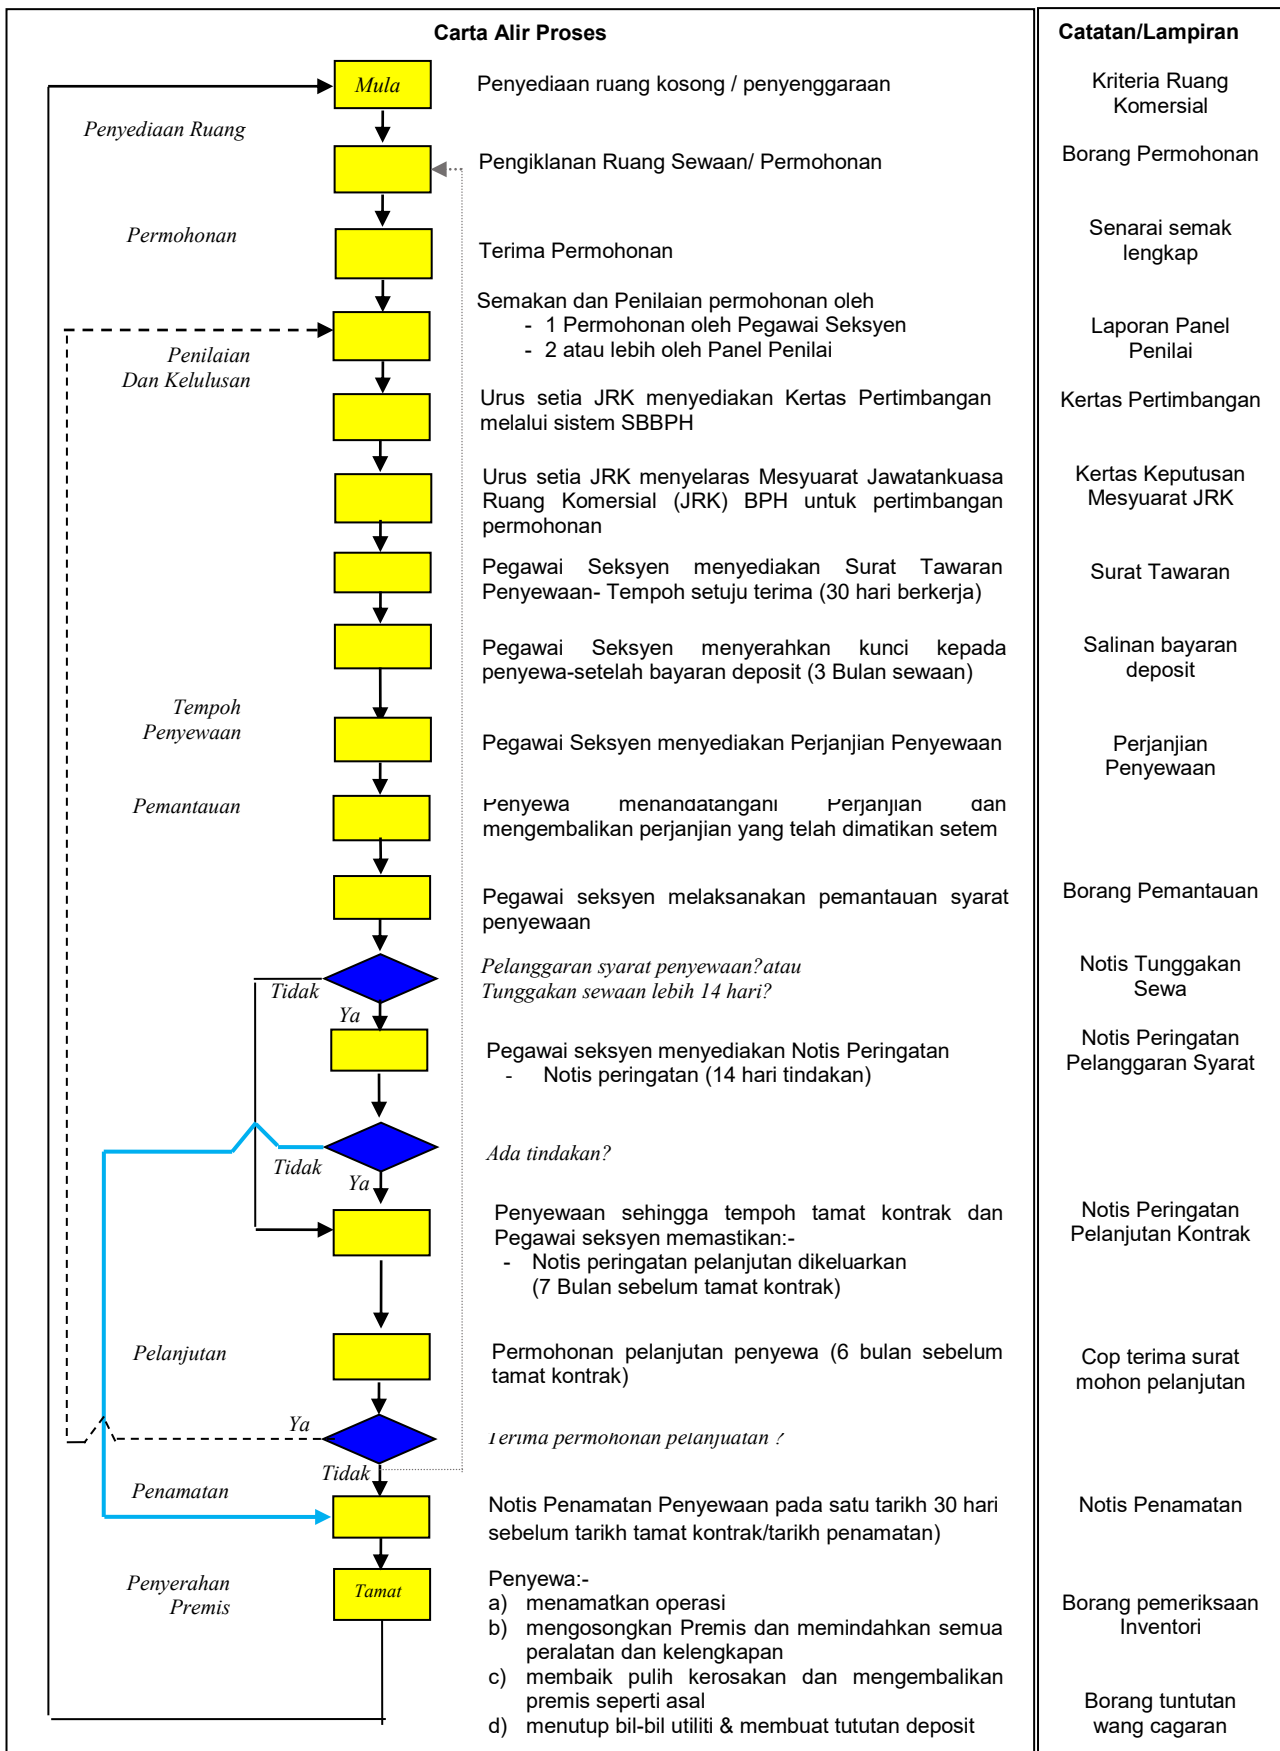 Carta Alir Proses
Catatan/Lampiran
Mula
Penyediaan ruang kosong / penyenggaraan
Kriteria Ruang
Komersial
Penyediaan Ruang
Pengiklanan Ruang Sewaan/ Permohonan
Borang Permohonan
Permohonan
Terima Permohonan
Senarai semak
lengkap
Semakan dan Penilaian permohonan oleh
- 1 Permohonan oleh Pegawai Seksyen
- 2 atau lebih oleh Panel Penilai
Laporan Panel
Penilai
Penilaian
Dan Kelulusan
Urus setia JRK menyediakan Kertas Pertimbangan
melalui sistem SBBPH
Kertas Pertimbangan
Urus setia JRK menyelaras Mesyuarat Jawatankuasa
Ruang Komersial (JRK) BPH untuk pertimbangan
permohonan
Kertas Keputusan
Mesyuarat JRK
Pegawai Seksyen menyediakan Surat Tawaran
Penyewaan- Tempoh setuju terima (30 hari berkerja)
Surat Tawaran
Pegawai Seksyen menyerahkan kunci kepada
penyewa-setelah bayaran deposit (3 Bulan sewaan)
Salinan bayaran
deposit
Tempoh
Penyewaan
Pegawai Seksyen menyediakan Perjanjian Penyewaan
Perjanjian
Penyewaan
Pemantauan
Penyewa menandatangani Perjanjian dan
mengembalikan perjanjian yang telah dimatikan setem
Pegawai seksyen melaksanakan pemantauan syarat
penyewaan
Borang Pemantauan
Pelanggaran syarat penyewaan?atau
Tunggakan sewaan lebih 14 hari?
Notis Tunggakan
Sewa
Tidak
Ya
Pegawai seksyen menyediakan Notis Peringatan
- Notis peringatan (14 hari tindakan)
Notis Peringatan
Pelanggaran Syarat
Ada tindakan?
Tidak
Ya
Penyewaan sehingga tempoh tamat kontrak dan
Pegawai seksyen memastikan:-
- Notis peringatan pelanjutan dikeluarkan
(7 Bulan sebelum tamat kontrak)
Notis Peringatan
Pelanjutan Kontrak
Pelanjutan
Permohonan pelanjutan penyewa (6 bulan sebelum
tamat kontrak)
Cop terima surat
mohon pelanjutan
Ya
Terima permohonan pelanjuatan ?
Tidak
Penamatan
Notis Penamatan Penyewaan pada satu tarikh 30 hari
sebelum tarikh tamat kontrak/tarikh penamatan)
Notis Penamatan
Penyerahan
Premis
Tamat
Penyewa:-
a) menamatkan operasi
b) mengosongkan Premis dan memindahkan semua
peralatan dan kelengkapan
c) membaik pulih kerosakan dan mengembalikan
premis seperti asal
d) menutup bil-bil utiliti & membuat tututan deposit
Borang pemeriksaan
Inventori
Borang tuntutan
wang cagaran